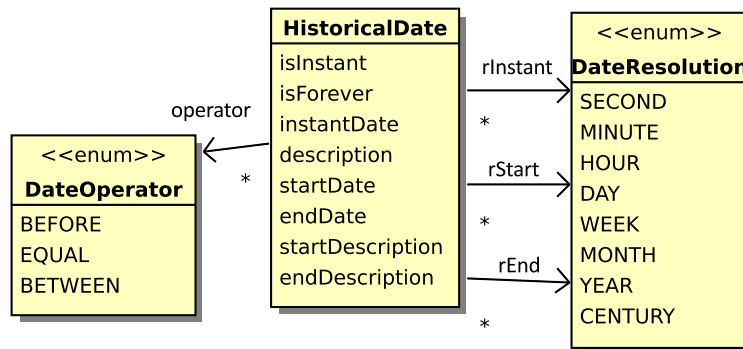 HistoricalDate
isInstant
isForever
instantDate
description
startDate
endDate
startDescription
endDescription
operator
*
<<enum>>
DateOperator
BEFORE
EQUAL
BETWEEN
rInstant
*
rStart
*
rEnd
*
<<enum>>
DateResolution
SECOND
MINUTE
HOUR
DAY
WEEK
MONTH
YEAR
CENTURY